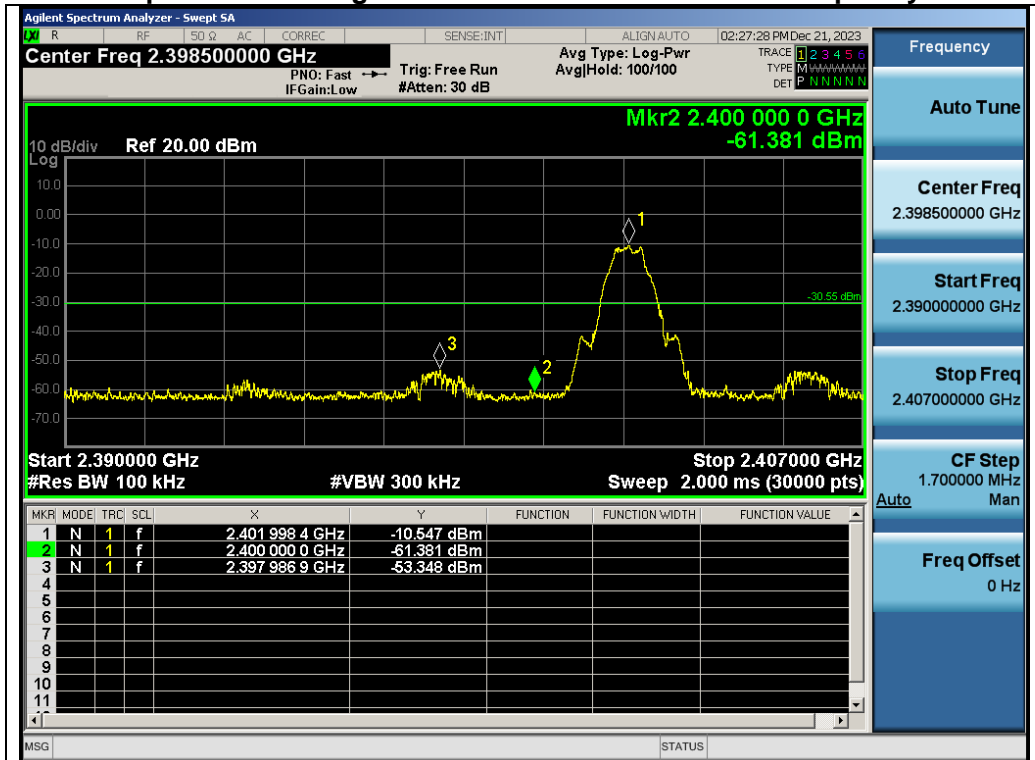 Agilent Spectrum Analyzer - Swept SA
LXI R RF 50 Ω AC CORREC SENSE:INT ALIGN AUTO 02:27:28 PM Dec 21, 2023
Center Freq 2.398500000 GHz
PNO: Fast
IFGain:Low
Trig: Free Run
#Atten: 30 dB
Avg Type: Log-Pwr
Avg|Hold: 100/100
TRACE 1 2 3 4 5 6
TYPE M WWWWW
DET P N N N N N
Mkr2 2.400 000 0 GHz
-61.381 dBm
10 dB/div Ref 20.00 dBm
Log
10.0
0.00
-10.0
-20.0
-30.0
-40.0
-50.0
-60.0
-70.0
1
-30.55 dBm
3
2
Start 2.390000 GHz Stop 2.407000 GHz
#Res BW 100 kHz #VBW 300 kHz Sweep 2.000 ms (30000 pts)
MKR MODE TRC SCL X Y FUNCTION FUNCTION WIDTH FUNCTION VALUE
1 N 1 f 2.401 998 4 GHz -10.547 dBm
2 N 1 f 2.400 000 0 GHz -61.381 dBm
3 N 1 f 2.397 986 9 GHz -53.348 dBm
4
5
6
7
8
9
10
11
MSG STATUS
Frequency
Auto Tune
Center Freq
2.398500000 GHz
Start Freq
2.390000000 GHz
Stop Freq
2.407000000 GHz
CF Step
1.700000 MHz
Auto Man
Freq Offset
0 Hz